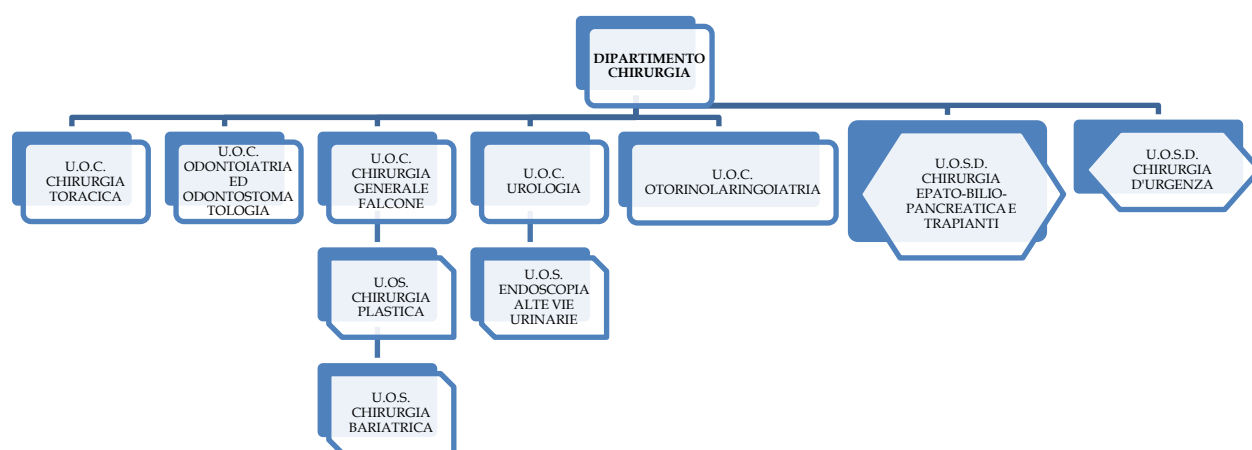 DIPARTIMENTO
CHIRURGIA
U.O.C.
CHIRURGIA
TORACICA
U.O.C.
ODONTOIATRIA
ED
ODONTOSTOMA
TOLOGIA
U.O.C.
CHIRURGIA
GENERALE
FALCONE
U.O.C.
UROLOGIA
U.O.C.
OTORINOLARINGOIATRIA
U.O.S.D.
CHIRURGIA
EPATO-BILIO-
PANCREATICA E
TRAPIANTI
U.O.S.D.
CHIRURGIA
D'URGENZA
U.OS.
CHIRURGIA
PLASTICA
U.O.S.
ENDOSCOPIA
ALTE VIE
URINARIE
U.O.S.
CHIRURGIA
BARIATRICA